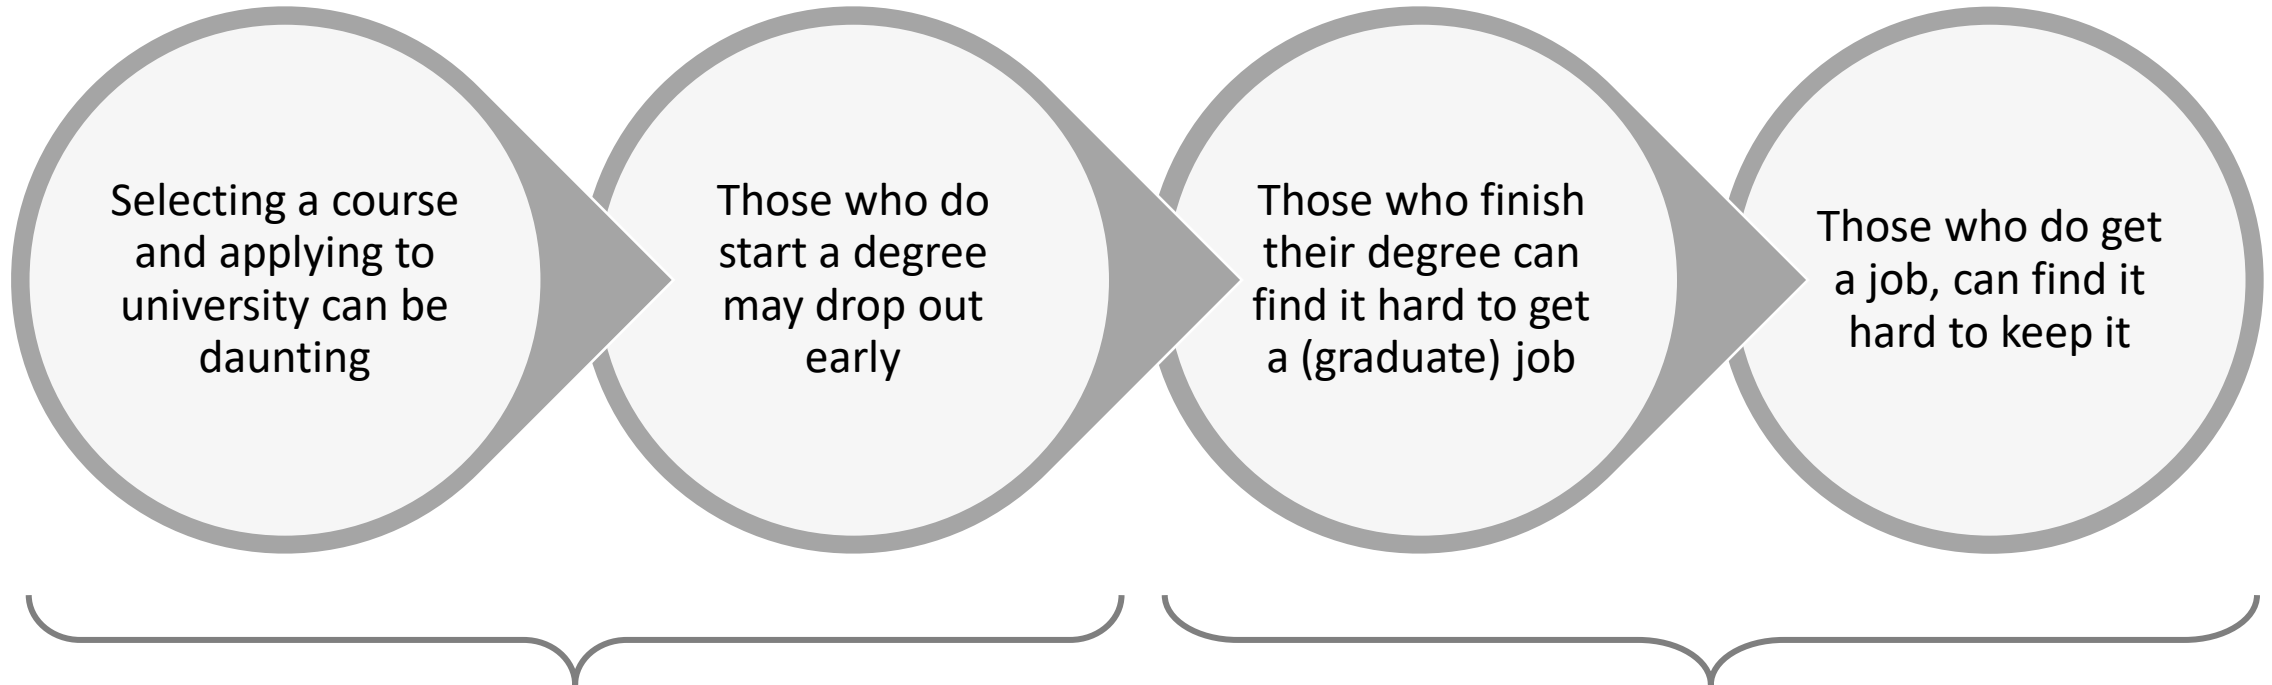 Selecting a course
and applying to
university can be
daunting
Those who do
start a degree
may drop out
early
Those who finish
their degree can
find it hard to get
a (graduate) job
Those who do get
a job, can find it
hard to keep it